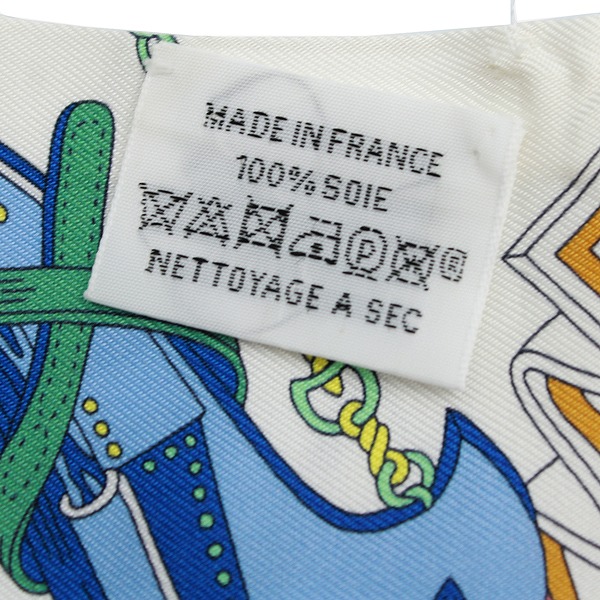 MADE IN FRANCE
100% SOIE
®
NETTOYAGE A SEC